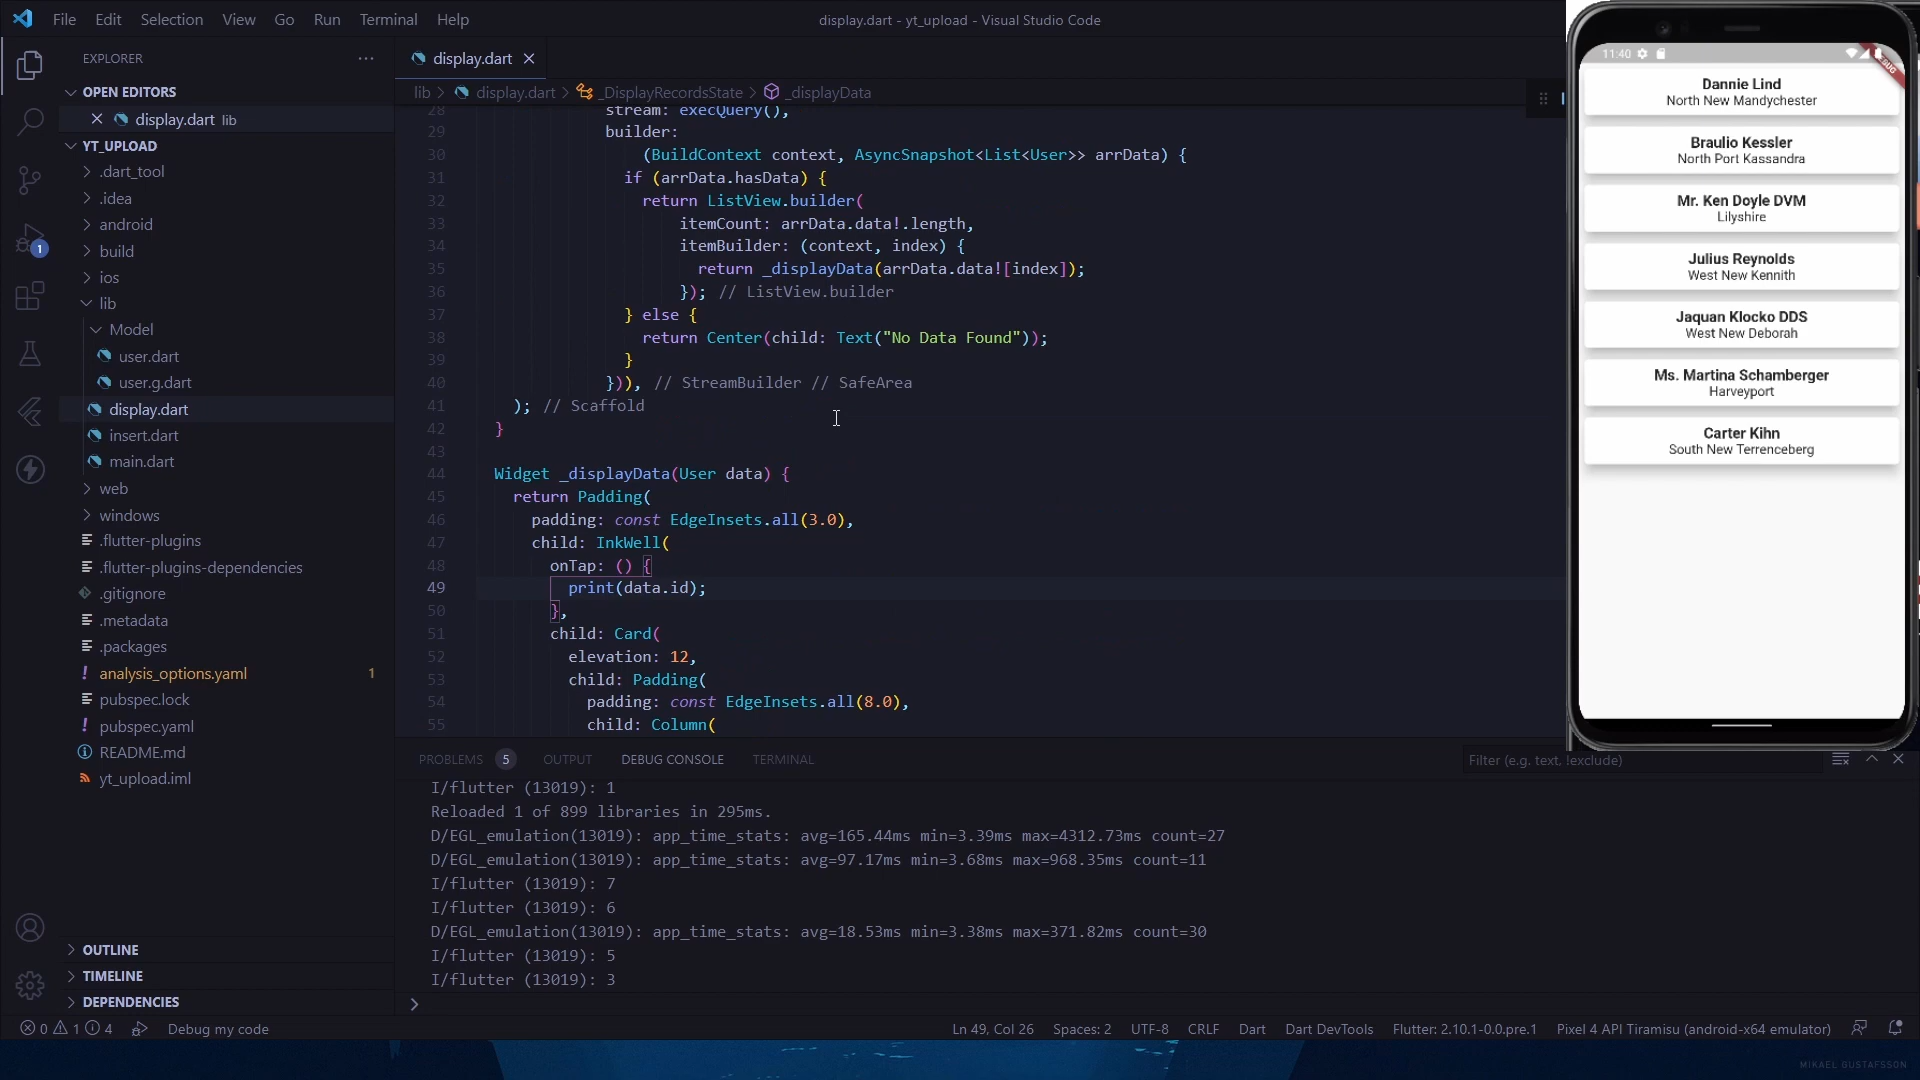 File Edit Selection View Go Run Terminal Help
display.dart - yt_upload - Visual Studio Code
EXPLORER
OPEN EDITORS
display.dart lib
YT_UPLOAD
.dart_tool
.idea
android
build
ios
lib
Model
user.dart
user.g.dart
display.dart
insert.dart
main.dart
web
windows
.flutter-plugins
.flutter-plugins-dependencies
.gitignore
.metadata
.packages
analysis_options.yaml 1
pubspec.lock
pubspec.yaml
README.md
yt_upload.iml
OUTLINE
TIMELINE
DEPENDENCIES
1
display.dart
lib > display.dart > _DisplayRecordsState > _displayData
28 stream: execQuery(),
29 builder:
30 (BuildContext context, AsyncSnapshot<List<User>> arrData) {
31 if (arrData.hasData) {
32 return ListView.builder(
33 itemCount: arrData.data!.length,
34 itemBuilder: (context, index) {
35 return _displayData(arrData.data![index]);
36 }); // ListView.builder
37 } else {
38 return Center(child: Text("No Data Found"));
39 }
40 })), // StreamBuilder // SafeArea
41 ); // Scaffold
42 }
43
44 Widget _displayData(User data) {
45 return Padding(
46 padding: const EdgeInsets.all(3.0),
47 child: InkWell(
48 onTap: () {
49 print(data.id);
50 },
51 child: Card(
52 elevation: 12,
53 child: Padding(
54 padding: const EdgeInsets.all(8.0),
55 child: Column(
PROBLEMS 5 OUTPUT DEBUG CONSOLE TERMINAL
Filter (e.g. text, !exclude)
I/flutter (13019): 1
Reloaded 1 of 899 libraries in 295ms.
D/EGL_emulation(13019): app_time_stats: avg=165.44ms min=3.39ms max=4312.73ms count=27
D/EGL_emulation(13019): app_time_stats: avg=97.17ms min=3.68ms max=968.35ms count=11
I/flutter (13019): 7
I/flutter (13019): 6
D/EGL_emulation(13019): app_time_stats: avg=18.53ms min=3.38ms max=371.82ms count=30
I/flutter (13019): 5
I/flutter (13019): 3
11:40
Dannie Lind
North New Mandychester
Braulio Kessler
North Port Kassandra
Mr. Ken Doyle DVM
Lilyshire
Julius Reynolds
West New Kennith
Jaquan Klocko DDS
West New Deborah
Ms. Martina Schamberger
Harveyport
Carter Kihn
South New Terrenceberg
0 1 4 Debug my code
Ln 49, Col 26 Spaces: 2 UTF-8 CRLF Dart Dart DevTools Flutter: 2.10.1-0.0.pre.1 Pixel 4 API Tiramisu (android-x64 emulator)
MIKAEL GUSTAFSSON